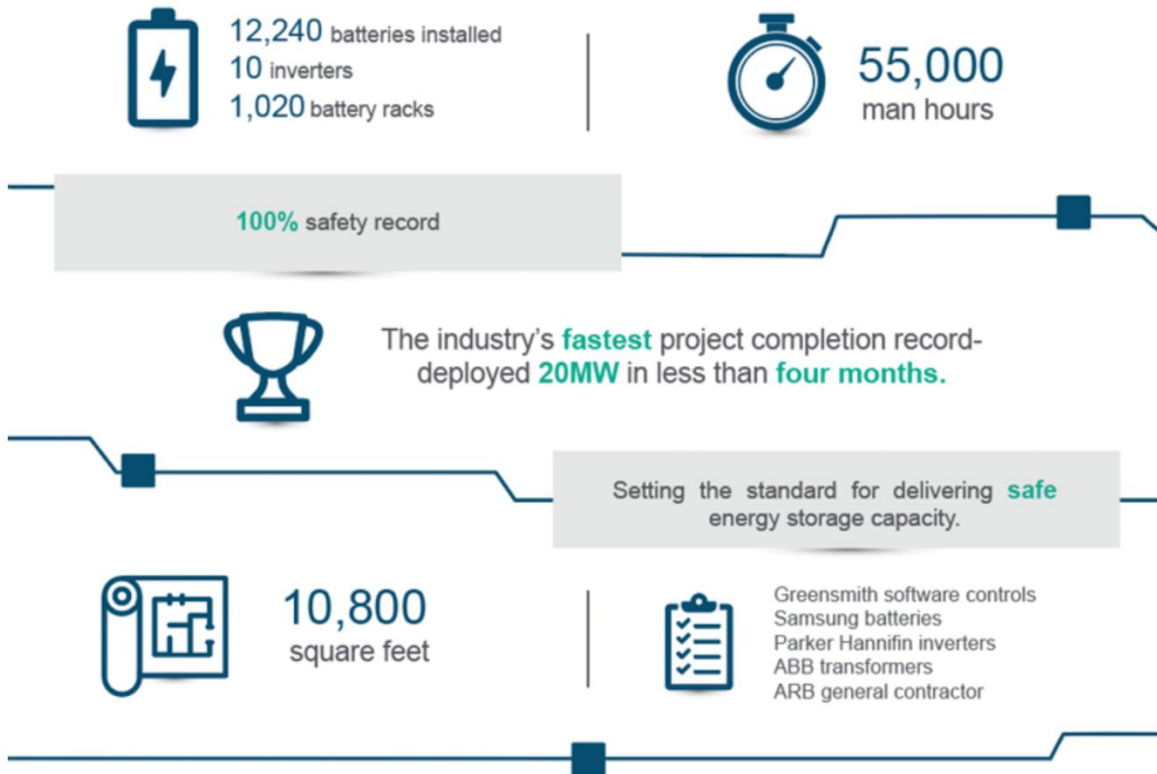 12,240 batteries installed
10 inverters
1,020 battery racks
55,000
man hours
100% safety record
The industry's fastest project completion record-
deployed 20MW in less than four months.
Setting the standard for delivering safe
energy storage capacity.
10,800
square feet
Greensmith software controls
Samsung batteries
Parker Hannifin inverters
ABB transformers
ARB general contractor